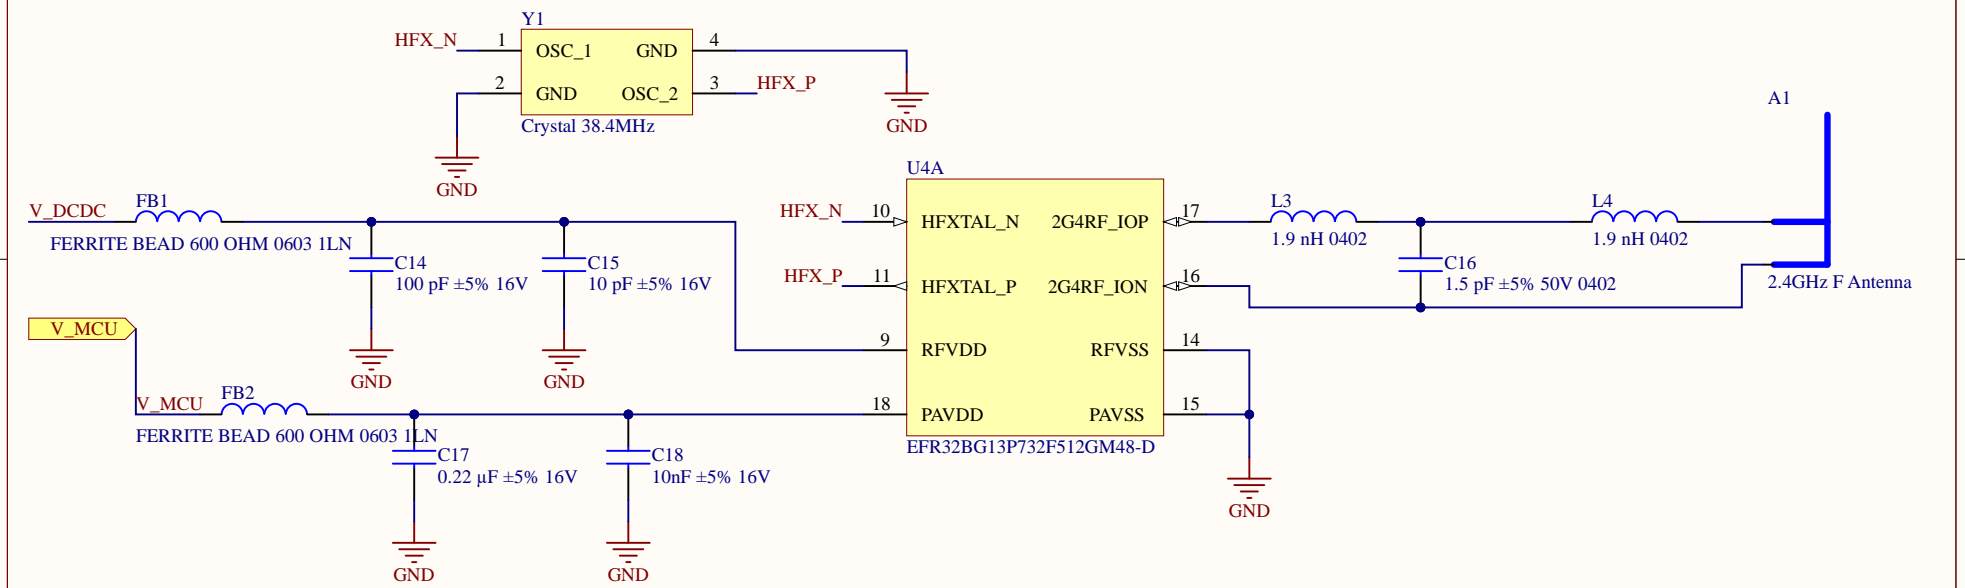 Y1
HFX_N 1 OSC_1 GND 4
2 GND OSC_2 3 HFX_P
Crystal 38.4MHz
GND
GND
A1
U4A
V_DCDC FB1
FERRITE BEAD 600 OHM 0603 1LN
C14
100 pF ±5% 16V
C15
10 pF ±5% 16V
GND
GND
HFX_N 10 HFXTAL_N 2G4RF_IOP 17
HFX_P 11 HFXTAL_P 2G4RF_ION 16
9 RFVDD RFVSS 14
18 PAVDD PAVSS 15
EFR32BG13P732F512GM48-D
L3
1.9 nH 0402
L4
1.9 nH 0402
C16
1.5 pF ±5% 50V 0402
2.4GHz F Antenna
GND
V_MCU
V_MCU FB2
FERRITE BEAD 600 OHM 0603 1LN
C17
0.22 µF ±5% 16V
C18
10nF ±5% 16V
GND
GND